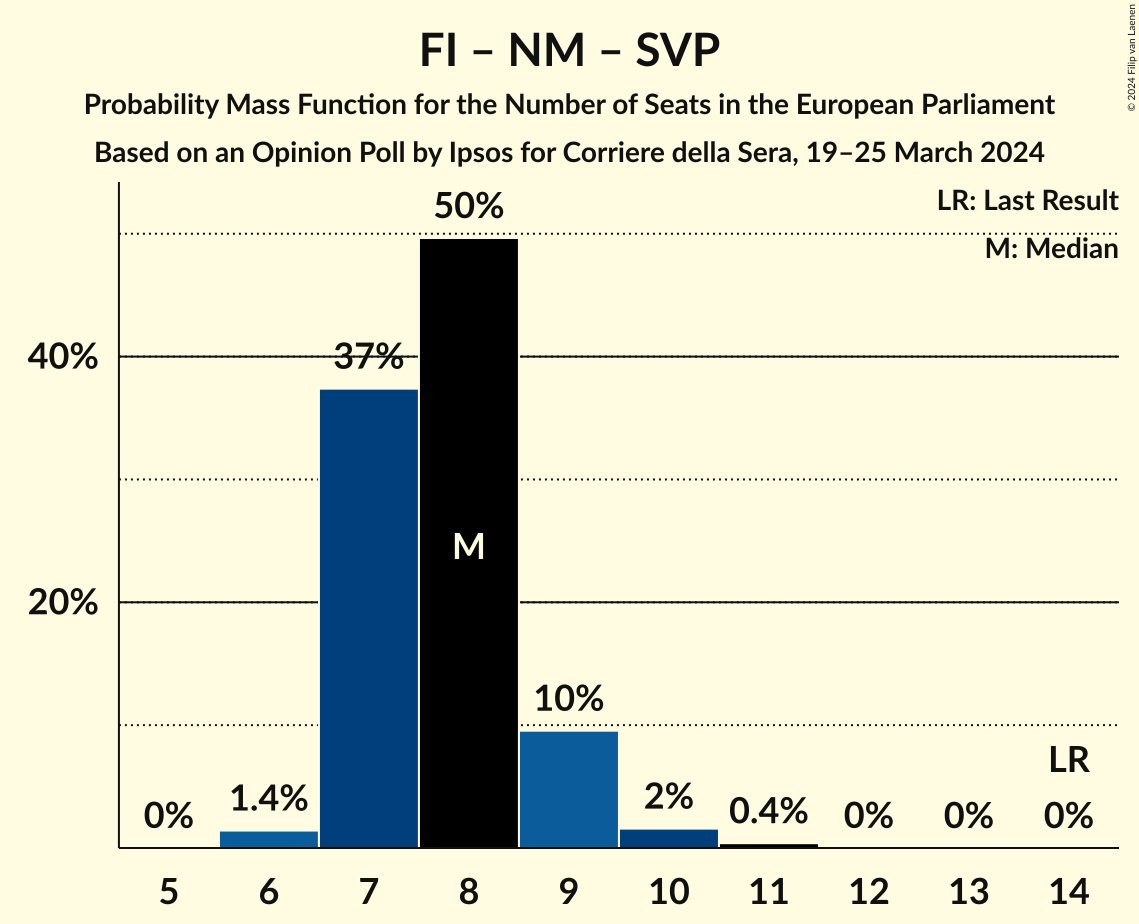 FI – NM – SVP
Probability Mass Function for the Number of Seats in the European Parliament
Based on an Opinion Poll by Ipsos for Corriere della Sera, 19–25 March 2024
© 2024 Filip van Laenen
LR: Last Result
M: Median
50%
40%
37%
M
20%
10%
LR
0%
1.4%
2%
0.4%
0%
0%
0%
5 6 7 8 9 10 11 12 13 14